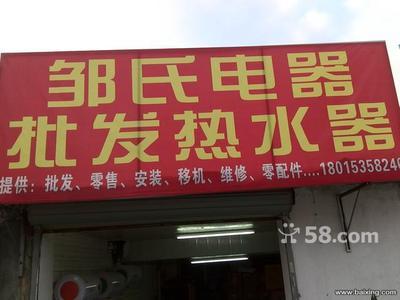 邹氏电器
批发热水器
提供：批发、零售、安装、移机、维修、零配件....1801535824
58.com
www.baixing.com